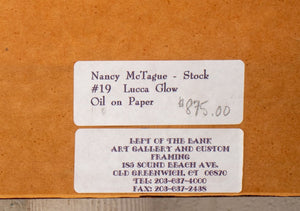 Nancy McTague - Stock
#19 Lucca Glow
Oil on Paper $875.00
LEFT OF THE BANK
ART GALLERY AND CUSTOM
FRAMING
185 SOUND BEACH AVE.
OLD GREENWICH, CT 06870
TEL: 203-637-4000
FAX: 203-637-2438